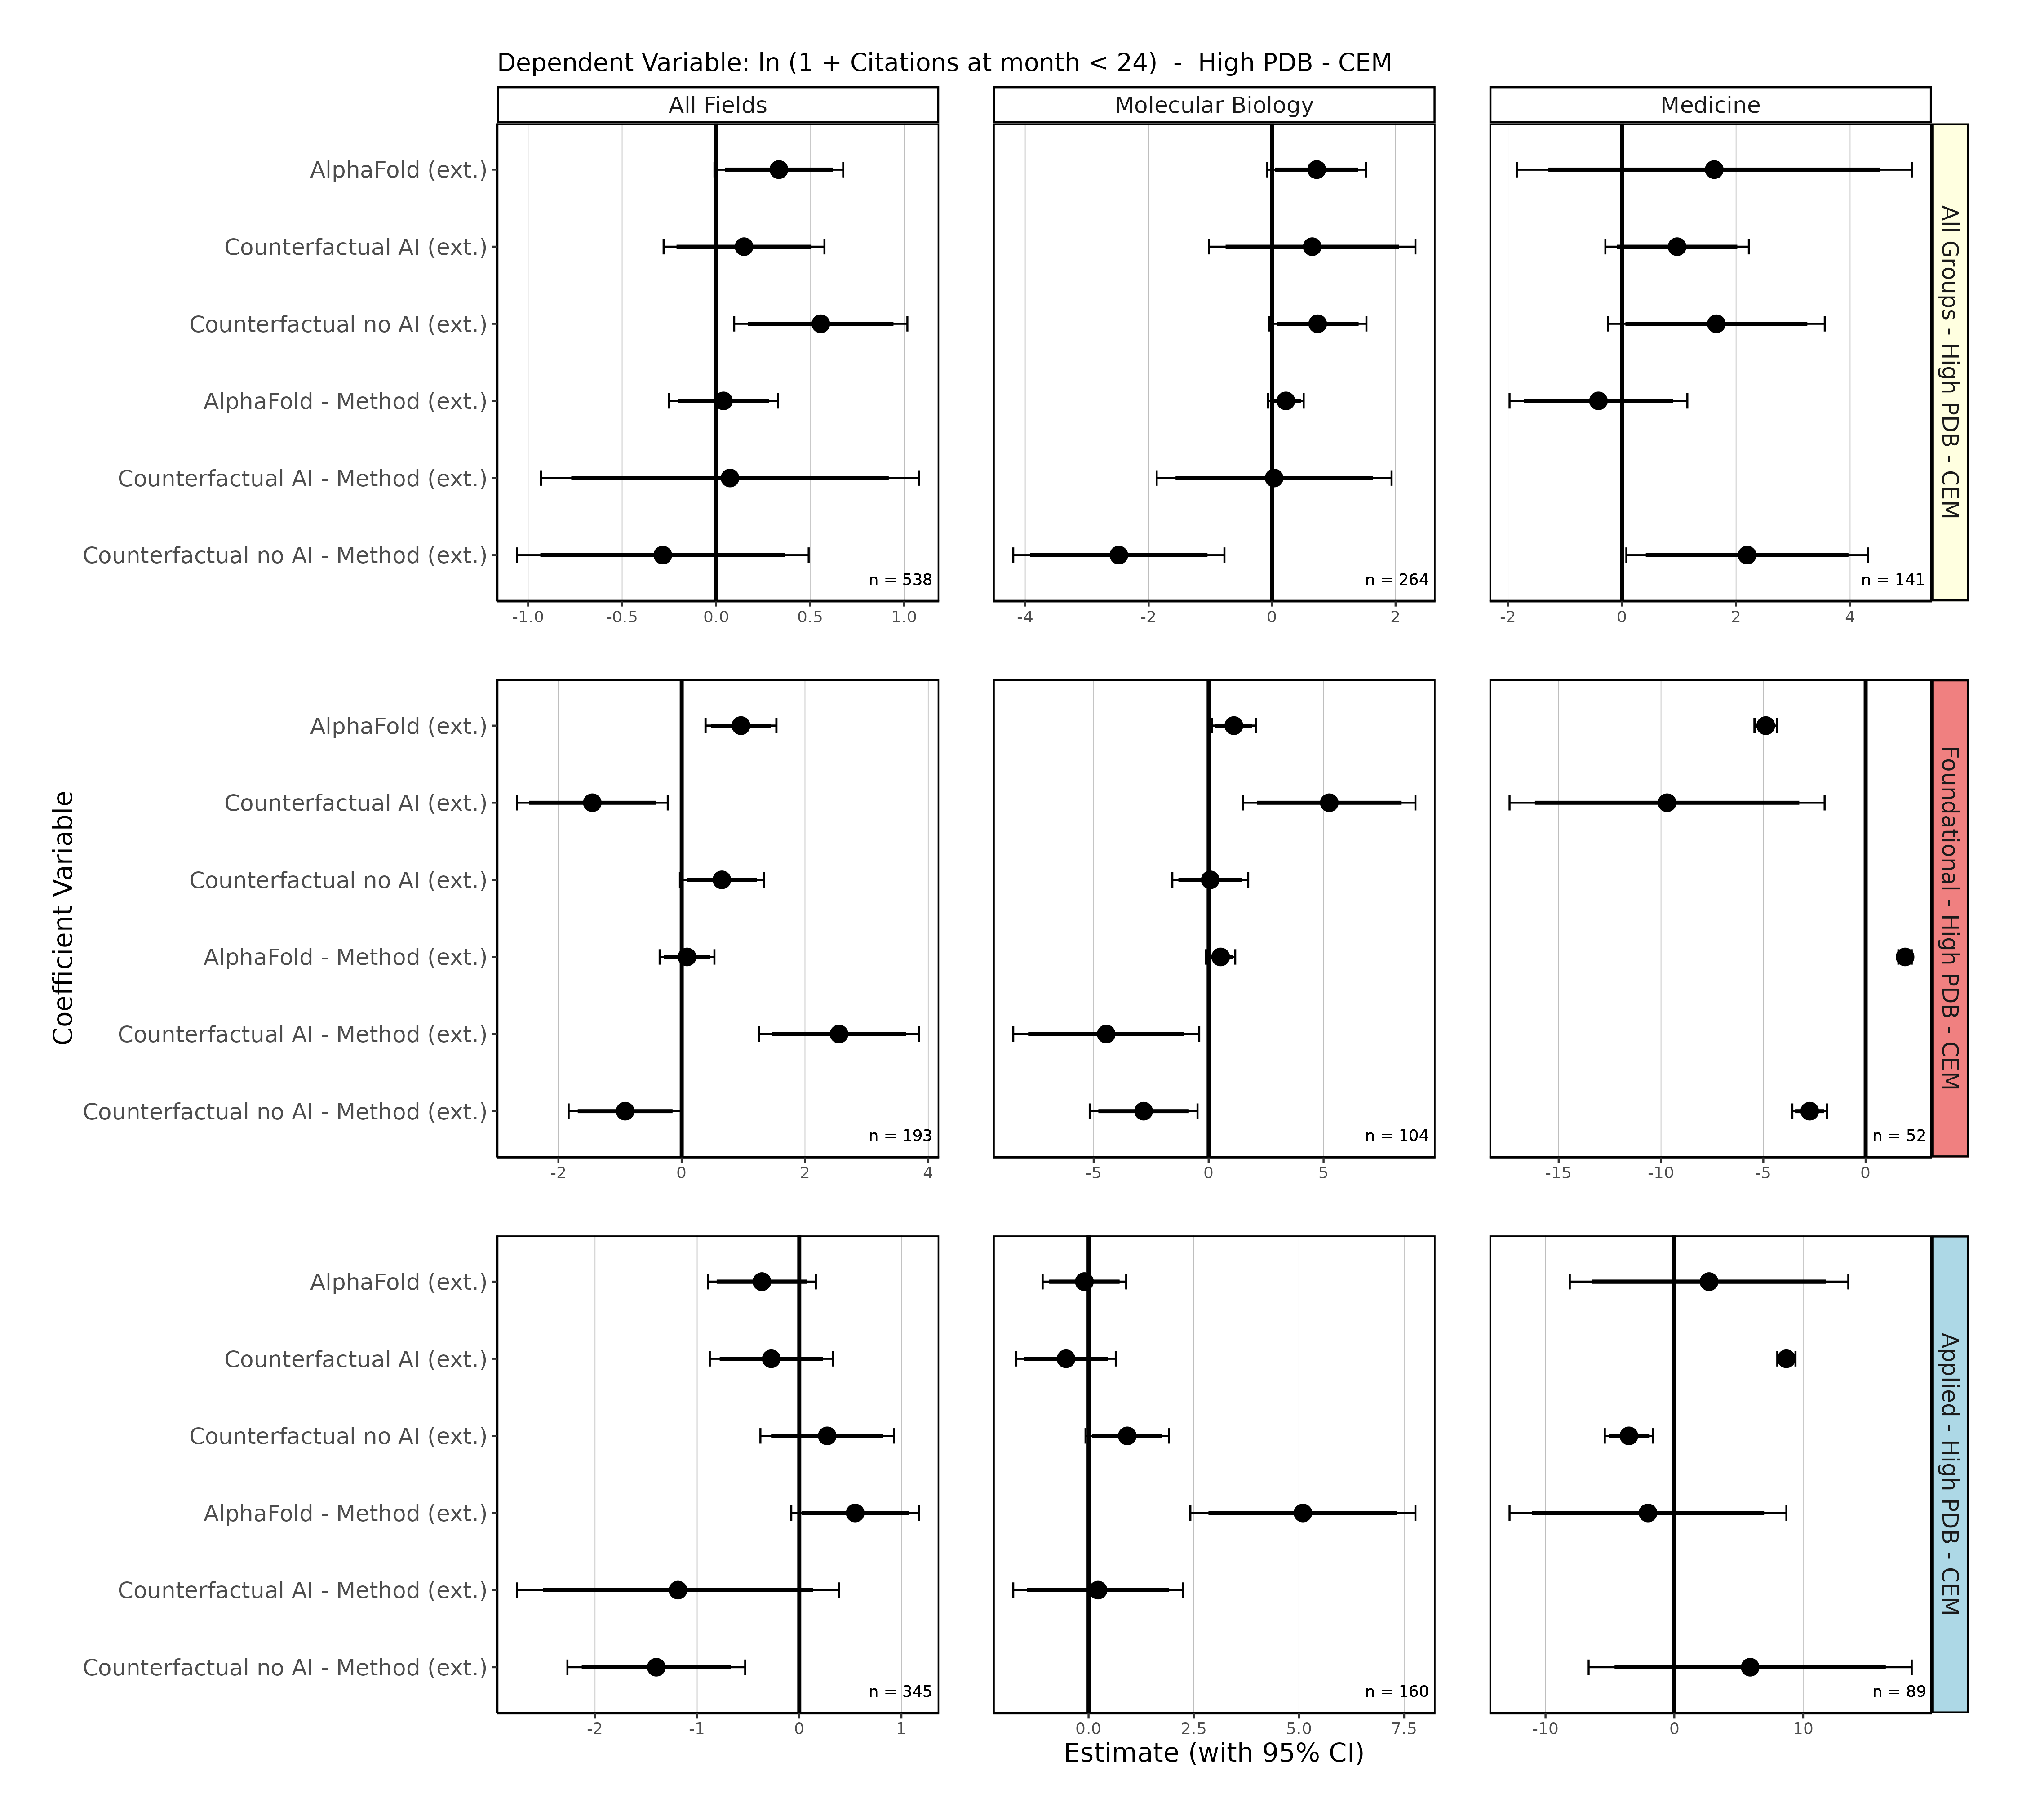 Dependent Variable: ln (1 + Citations at month < 24)  -  High PDB - CEM
All Fields
Molecular Biology
Medicine
AlphaFold (ext.)
Counterfactual AI (ext.)
Counterfactual no AI (ext.)
AlphaFold - Method (ext.)
Counterfactual AI - Method (ext.)
Counterfactual no AI - Method (ext.)
n = 538
n = 264
n = 141
All Groups - High PDB - CEM
-1.0 -0.5 0.0 0.5 1.0
-4 -2 0 2
-2 0 2 4
Coefficient Variable
AlphaFold (ext.)
Counterfactual AI (ext.)
Counterfactual no AI (ext.)
AlphaFold - Method (ext.)
Counterfactual AI - Method (ext.)
Counterfactual no AI - Method (ext.)
n = 193
n = 104
n = 52
Foundational - High PDB - CEM
-2 0 2 4
-5 0 5
-15 -10 -5 0
AlphaFold (ext.)
Counterfactual AI (ext.)
Counterfactual no AI (ext.)
AlphaFold - Method (ext.)
Counterfactual AI - Method (ext.)
Counterfactual no AI - Method (ext.)
n = 345
n = 160
n = 89
Applied - High PDB - CEM
-2 -1 0 1
0.0 2.5 5.0 7.5
-10 0 10
Estimate (with 95% CI)